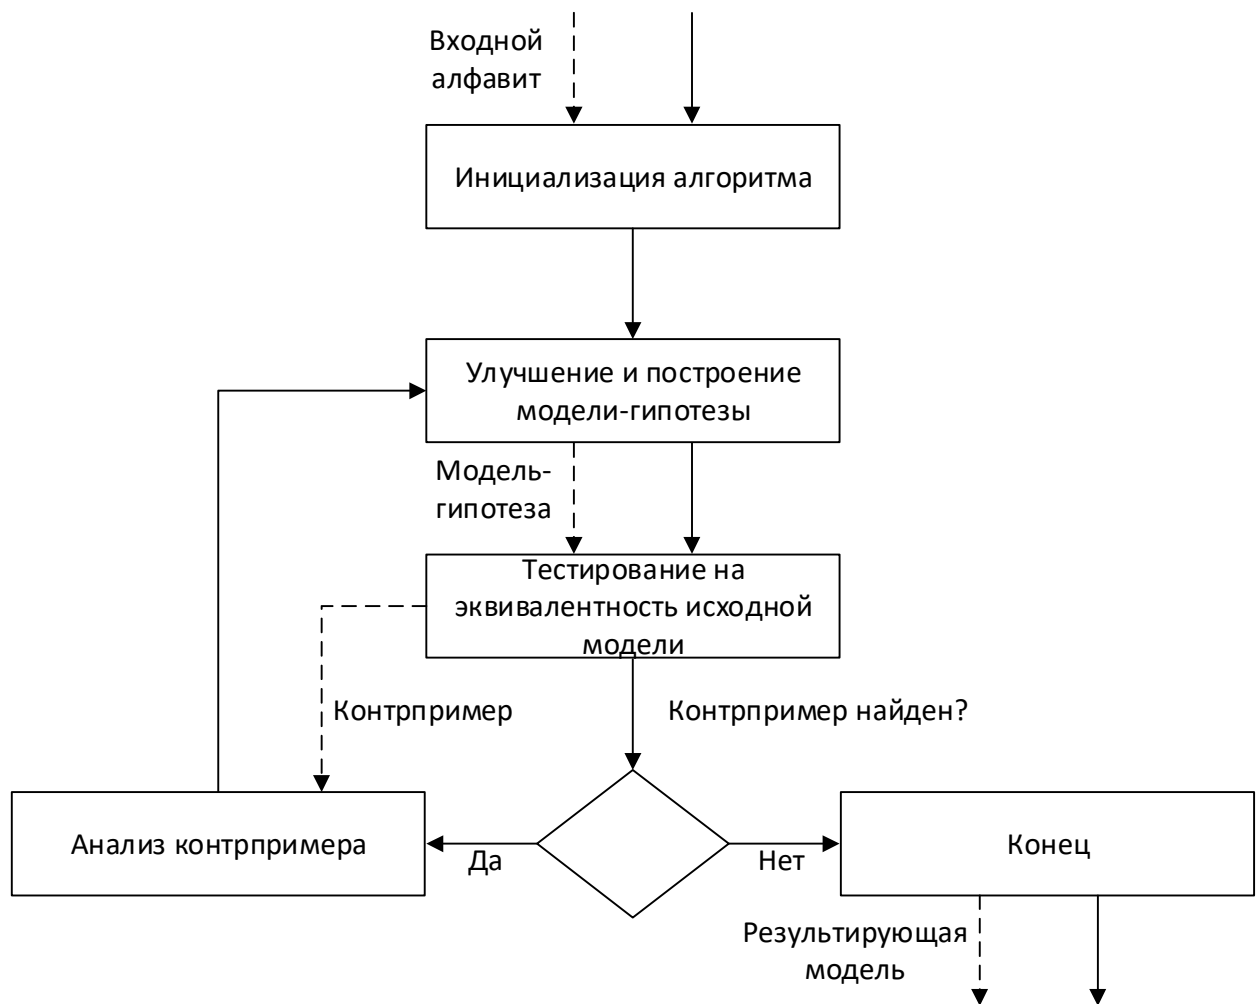 Входной
алфавит
Инициализация алгоритма
Улучшение и построение
модели-гипотезы
Модель-
гипотеза
Тестирование на
эквивалентность исходной
модели
Контрпример
Контрпример найден?
Анализ контрпримера
Да
Нет
Конец
Результирующая
модель